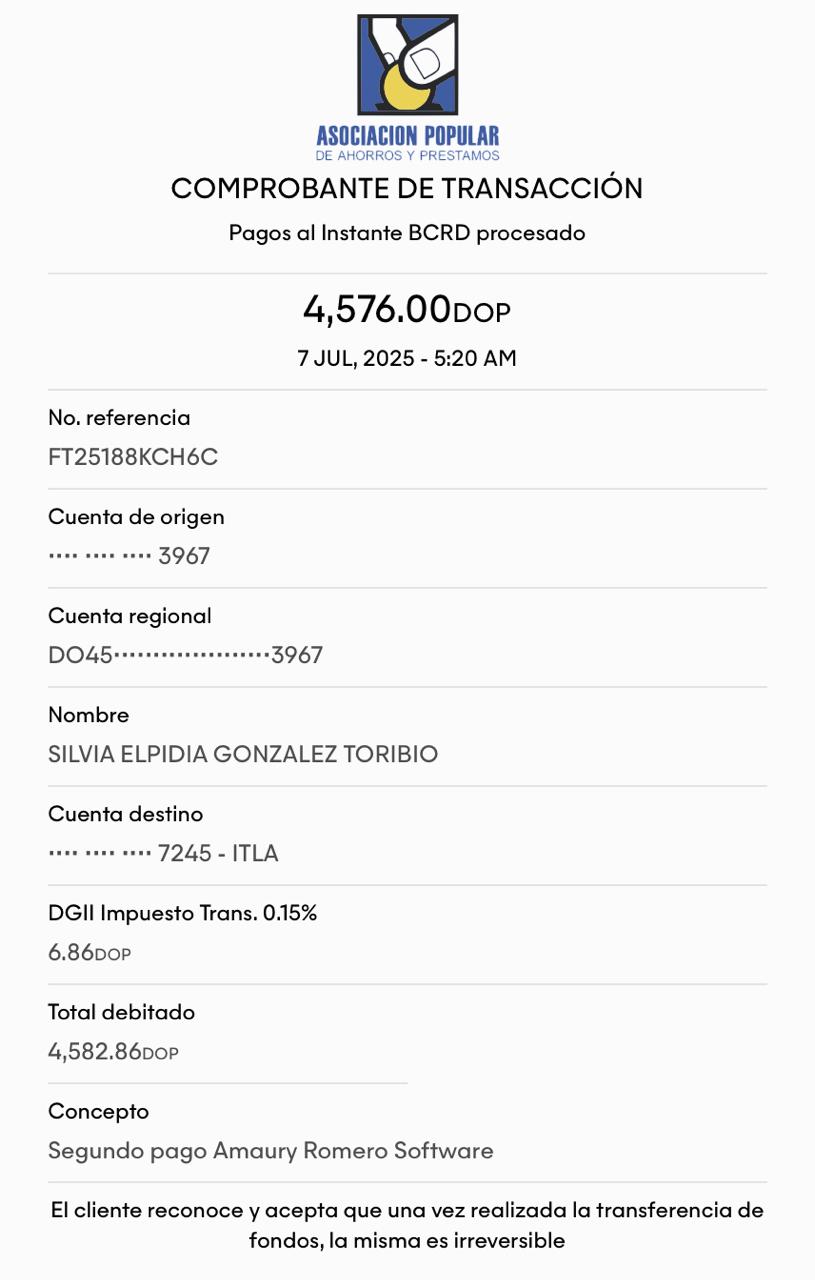 ASOCIACION POPULAR
DE AHORROS Y PRESTAMOS
COMPROBANTE DE TRANSACCIÓN
Pagos al Instante BCRD procesado
4,576.00DOP
7 JUL, 2025 - 5:20 AM
No. referencia
FT25188KCH6C
Cuenta de origen
•••• •••• •••• 3967
Cuenta regional
DO45••••••••••••••••••••3967
Nombre
SILVIA ELPIDIA GONZALEZ TORIBIO
Cuenta destino
•••• •••• •••• 7245 - ITLA
DGII Impuesto Trans. 0.15%
6.86DOP
Total debitado
4,582.86DOP
Concepto
Segundo pago Amaury Romero Software
El cliente reconoce y acepta que una vez realizada la transferencia de
fondos, la misma es irreversible